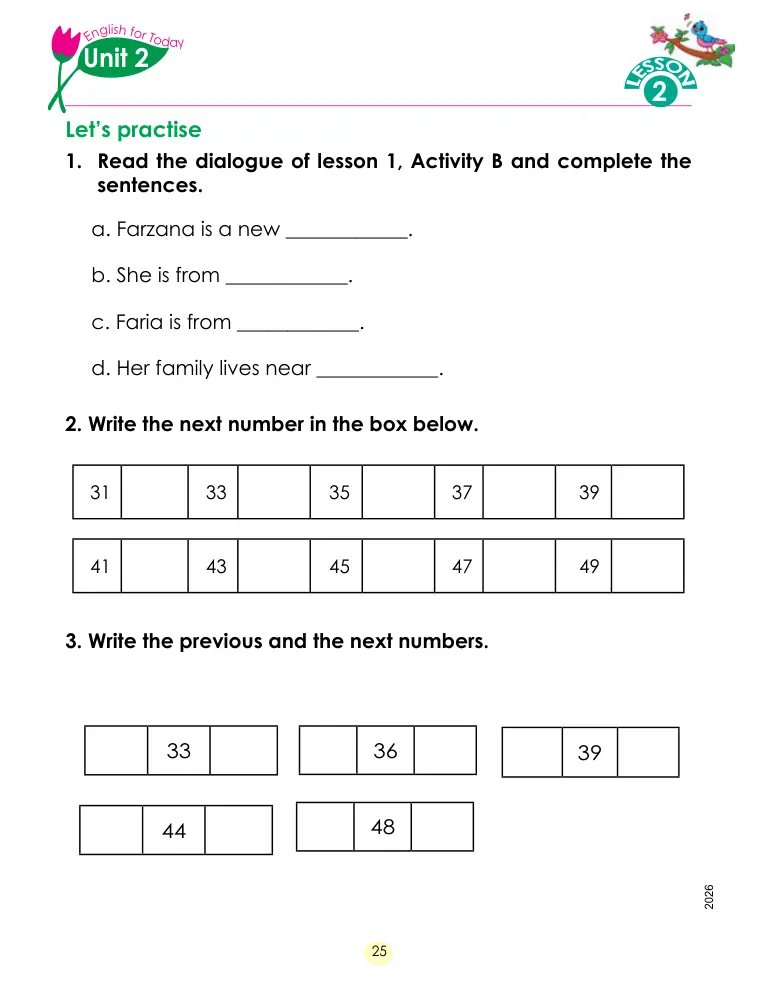 English for Today
Unit 2
LESSON
2
Let's practise
1. Read the dialogue of lesson 1, Activity B and complete the
sentences.
a. Farzana is a new ____________.
b. She is from ____________.
c. Faria is from ____________.
d. Her family lives near ____________.
2. Write the next number in the box below.
31 33 35 37 39
41 43 45 47 49
3. Write the previous and the next numbers.
33 36 39
44 48
2026
25